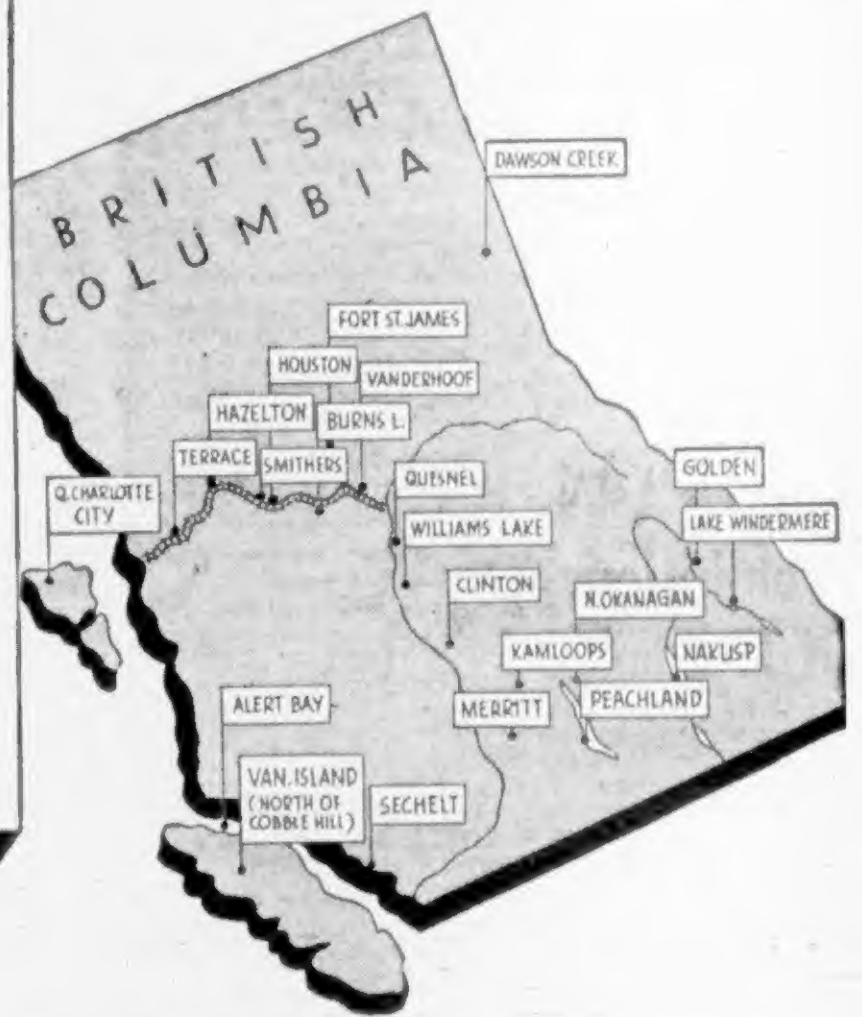 BRITISH
COLUMBIA
DAWSON CREEK
FORT ST. JAMES
HOUSTON
VANDERHOOF
HAZELTON
BURNS L.
TERRACE
SMITHERS
QUESNEL
GOLDEN
Q.CHARLOTTE
CITY
WILLIAMS LAKE
LAKE WINDERMERE
CLINTON
N.OKANAGAN
KAMLOOPS
NAKUSP
ALERT BAY
MERRITT
PEACHLAND
VAN. ISLAND
(NORTH OF
COBBLE HILL)
SECHELT